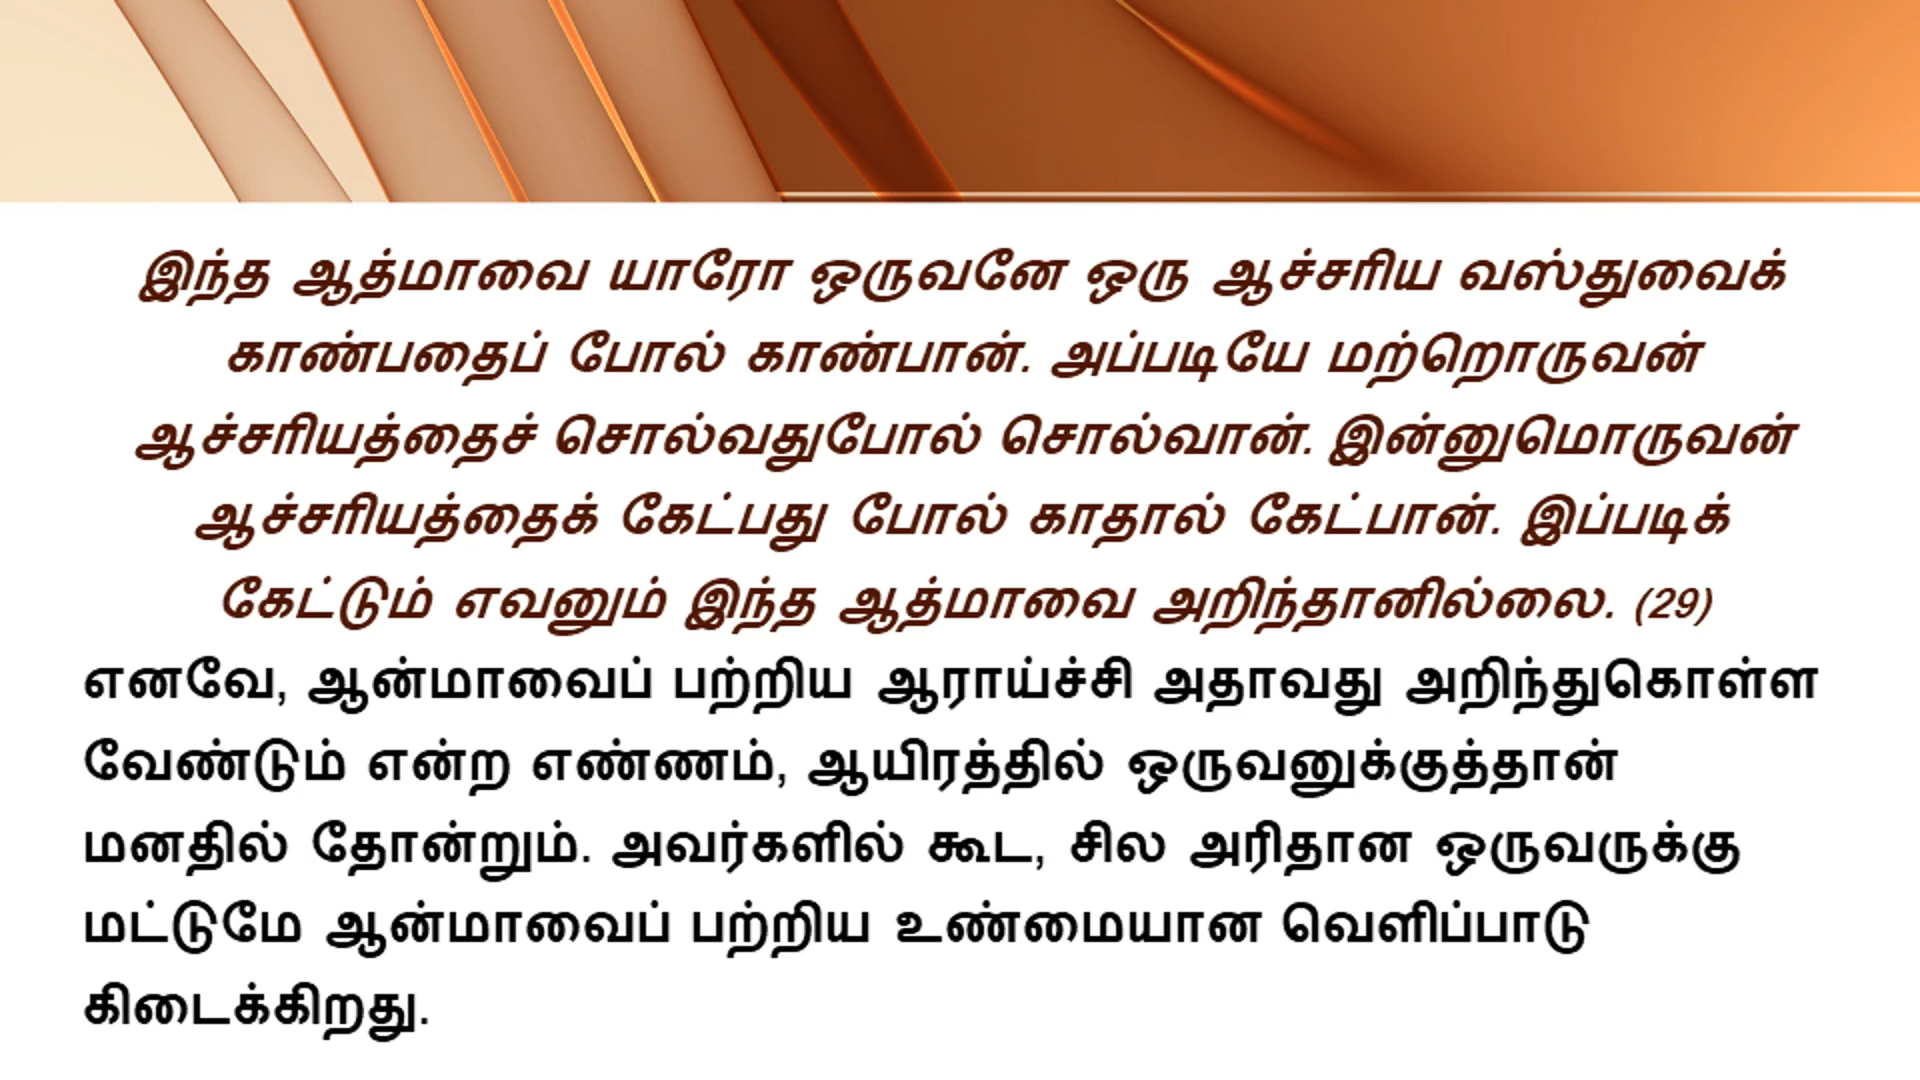 இந்த ஆத்மாவை யாரோ ஒருவனே ஒரு ஆச்சரிய வஸ்துவைக்
காண்பதைப் போல் காண்பான். அப்படியே மற்றொருவன்
ஆச்சரியத்தைச் சொல்வதுபோல் சொல்வான். இன்னுமொருவன்
ஆச்சரியத்தைக் கேட்பது போல் காதால் கேட்பான். இப்படிக்
கேட்டும் எவனும் இந்த ஆத்மாவை அறிந்தானில்லை. (29)
எனவே, ஆன்மாவைப் பற்றிய ஆராய்ச்சி அதாவது அறிந்துகொள்ள
வேண்டும் என்ற எண்ணம், ஆயிரத்தில் ஒருவனுக்குத்தான்
மனதில் தோன்றும். அவர்களில் கூட, சில அரிதான ஒருவருக்கு
மட்டுமே ஆன்மாவைப் பற்றிய உண்மையான வெளிப்பாடு
கிடைக்கிறது.